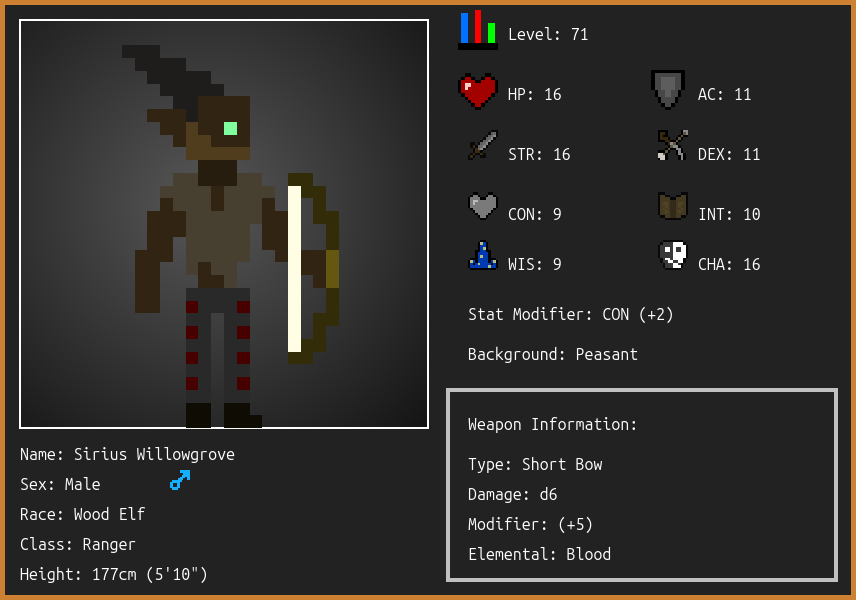 Level: 71
HP: 16
AC: 11
STR: 16
DEX: 11
CON: 9
INT: 10
WIS: 9
CHA: 16
Stat Modifier: CON (+2)
Background: Peasant
Weapon Information:
Type: Short Bow
Damage: d6
Modifier: (+5)
Elemental: Blood
Name: Sirius Willowgrove
Sex: Male
Race: Wood Elf
Class: Ranger
Height: 177cm (5'10")